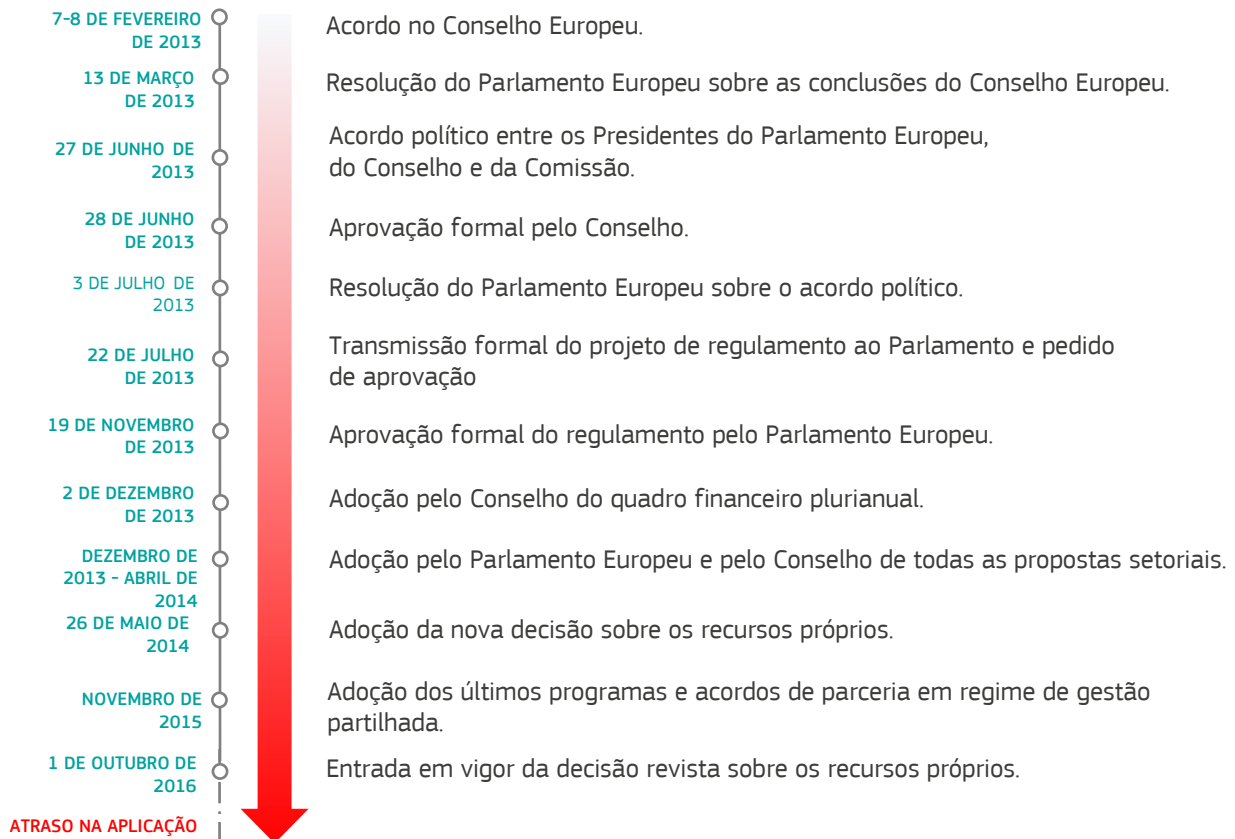 7-8 DE FEVEREIRO
DE 2013
Acordo no Conselho Europeu.
13 DE MARÇO
DE 2013
Resolução do Parlamento Europeu sobre as conclusões do Conselho Europeu.
27 DE JUNHO DE
2013
Acordo político entre os Presidentes do Parlamento Europeu,
do Conselho e da Comissão.
28 DE JUNHO
DE 2013
Aprovação formal pelo Conselho.
3 DE JULHO DE
2013
Resolução do Parlamento Europeu sobre o acordo político.
22 DE JULHO
DE 2013
Transmissão formal do projeto de regulamento ao Parlamento e pedido
de aprovação
19 DE NOVEMBRO
DE 2013
Aprovação formal do regulamento pelo Parlamento Europeu.
2 DE DEZEMBRO
DE 2013
Adoção pelo Conselho do quadro financeiro plurianual.
DEZEMBRO DE
2013 - ABRIL DE
2014
Adoção pelo Parlamento Europeu e pelo Conselho de todas as propostas setoriais.
26 DE MAIO DE
2014
Adoção da nova decisão sobre os recursos próprios.
NOVEMBRO DE
2015
Adoção dos últimos programas e acordos de parceria em regime de gestão
partilhada.
1 DE OUTUBRO DE
2016
Entrada em vigor da decisão revista sobre os recursos próprios.
ATRASO NA APLICAÇÃO